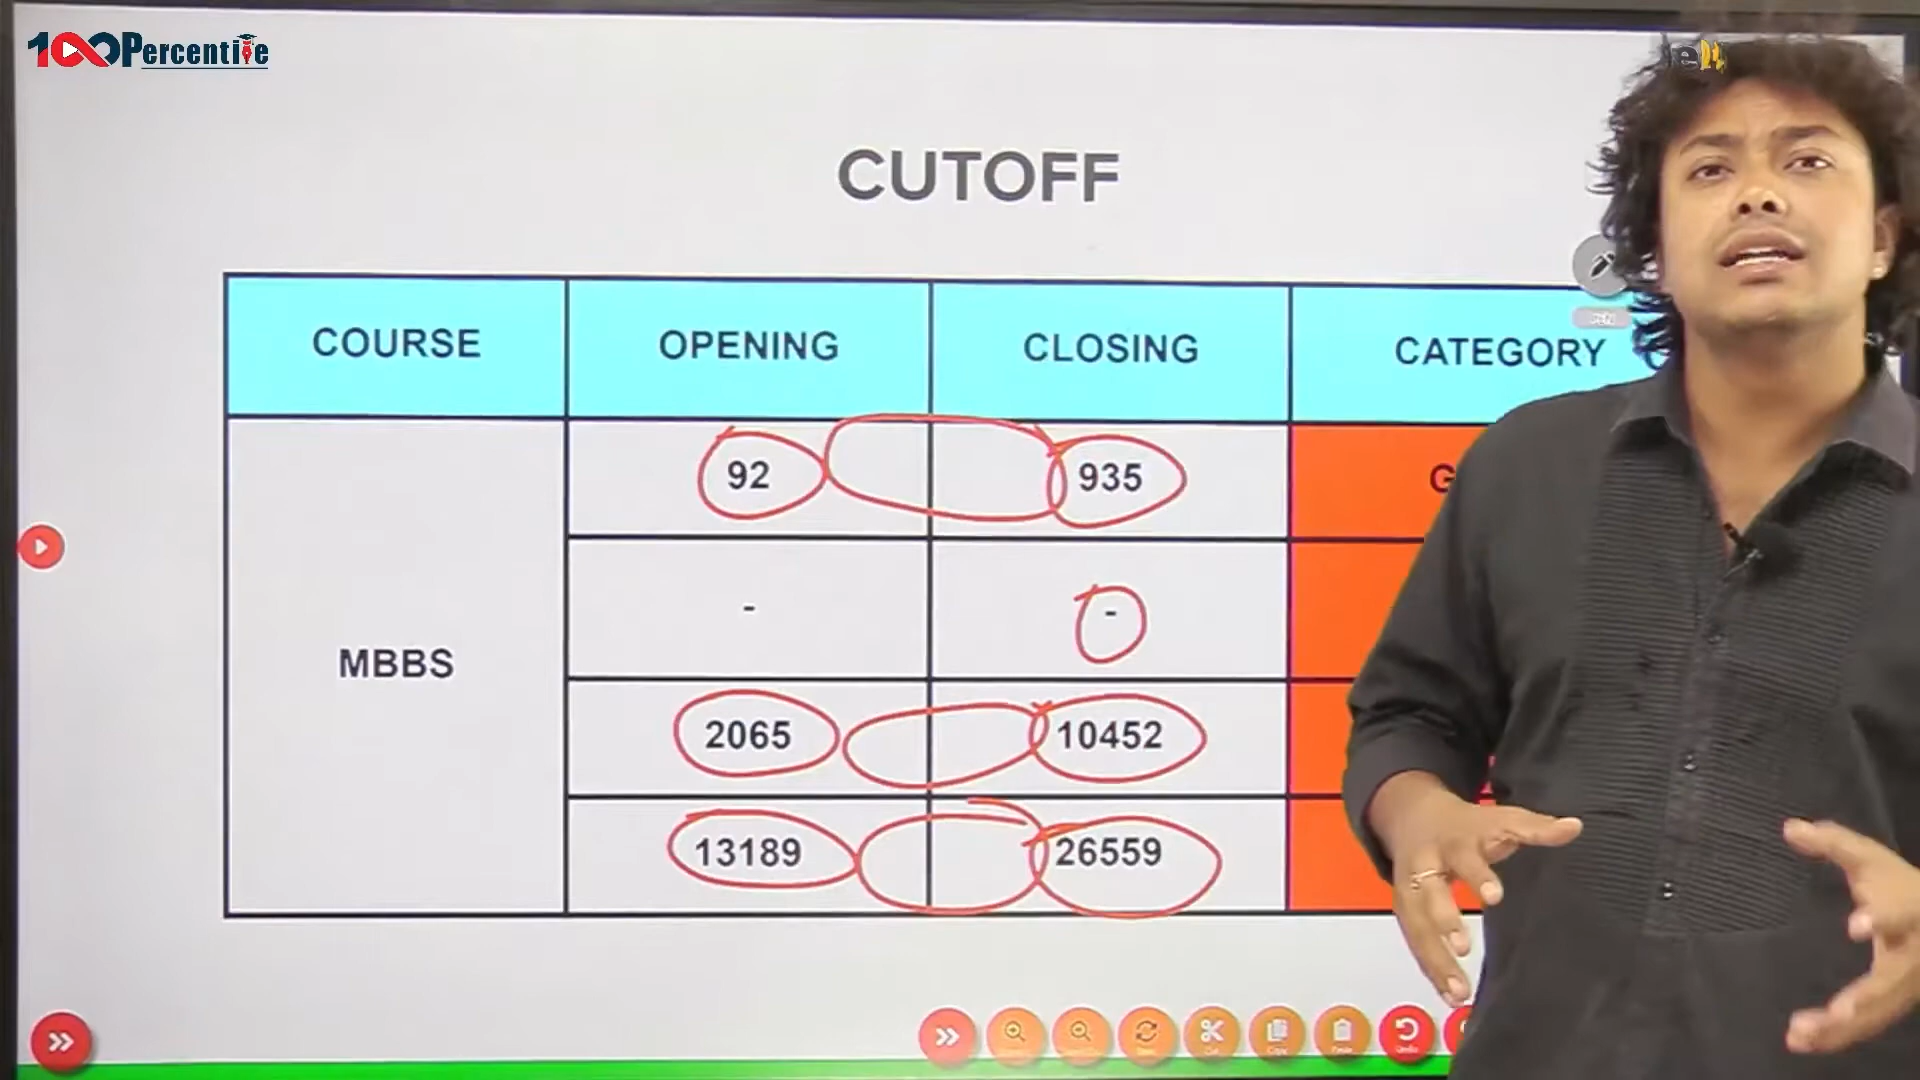 100Percentile
CUTOFF
COURSE OPENING CLOSING CATEGORY
92 935 G
- -
MBBS
2065 10452
13189 26559